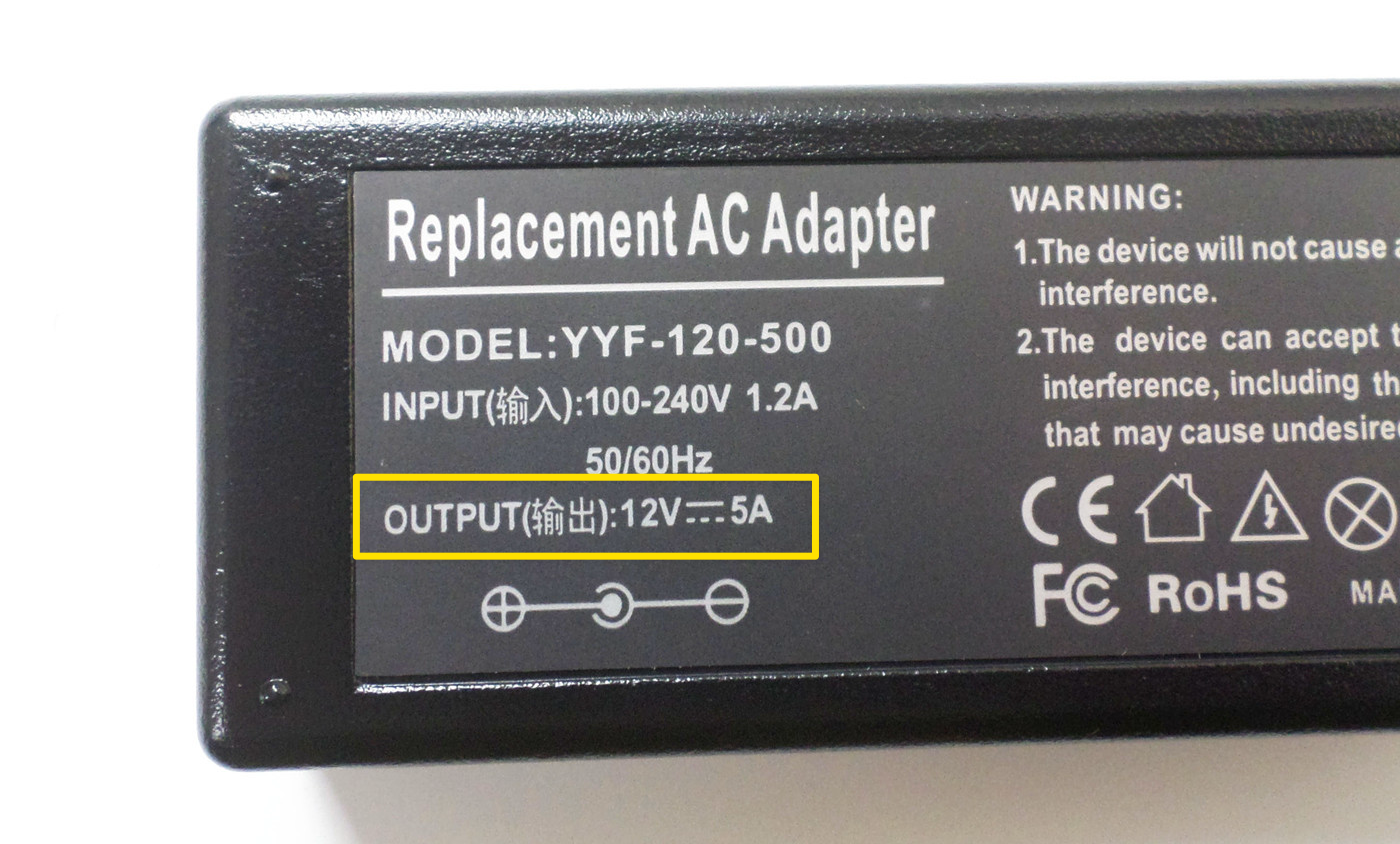 Replacement AC Adapter
MODEL:YYF-120-500
INPUT(输入):100-240V 1.2A
50/60Hz
OUTPUT(输出):12V⎓5A
WARNING:
1.The device will not cause
interference.
2.The device can accept
interference, including
that may cause
CE
FC RoHS